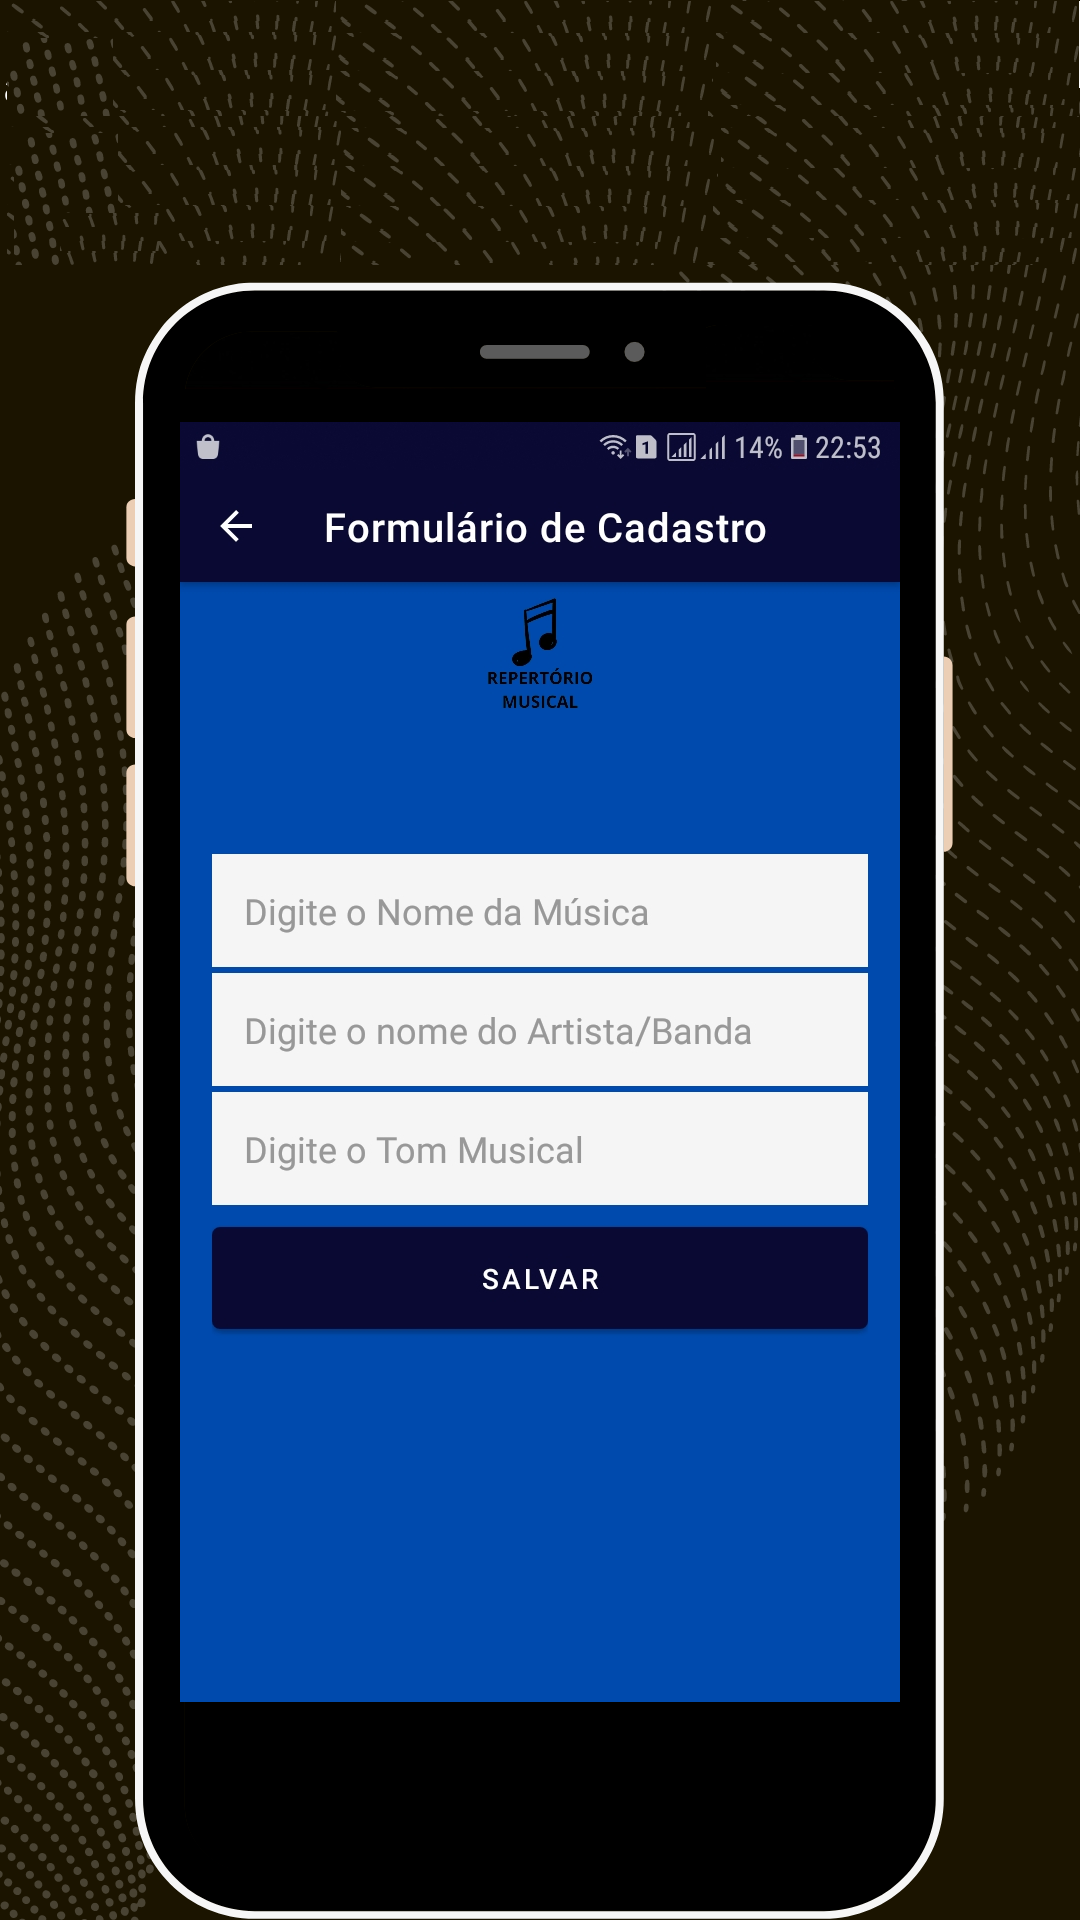 1 14% 22:53
Formulário de Cadastro
REPERTÓRIO
MUSICAL
Digite o Nome da Música
Digite o nome do Artista/Banda
Digite o Tom Musical
SALVAR